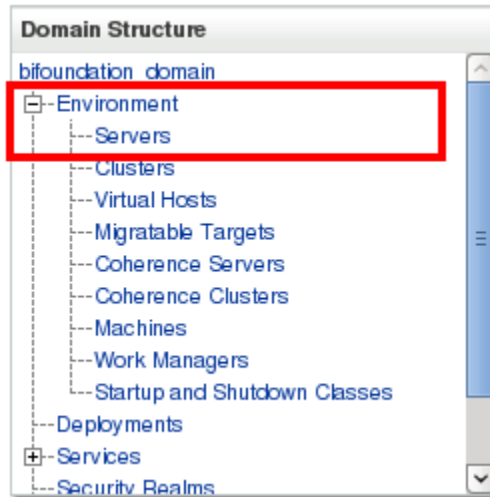 Domain Structure
bifoundation_domain
Environment
Servers
Clusters
Virtual Hosts
Migratable Targets
Coherence Servers
Coherence Clusters
Machines
Work Managers
Startup and Shutdown Classes
Deployments
Services
Security Realms